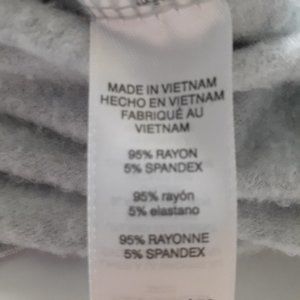 MADE IN VIETNAM
HECHO EN VIETNAM
FABRIQUÉ AU
VIETNAM
95% RAYON
5% SPANDEX
95% rayón
5% elastano
95% RAYONNE
5% SPANDEX